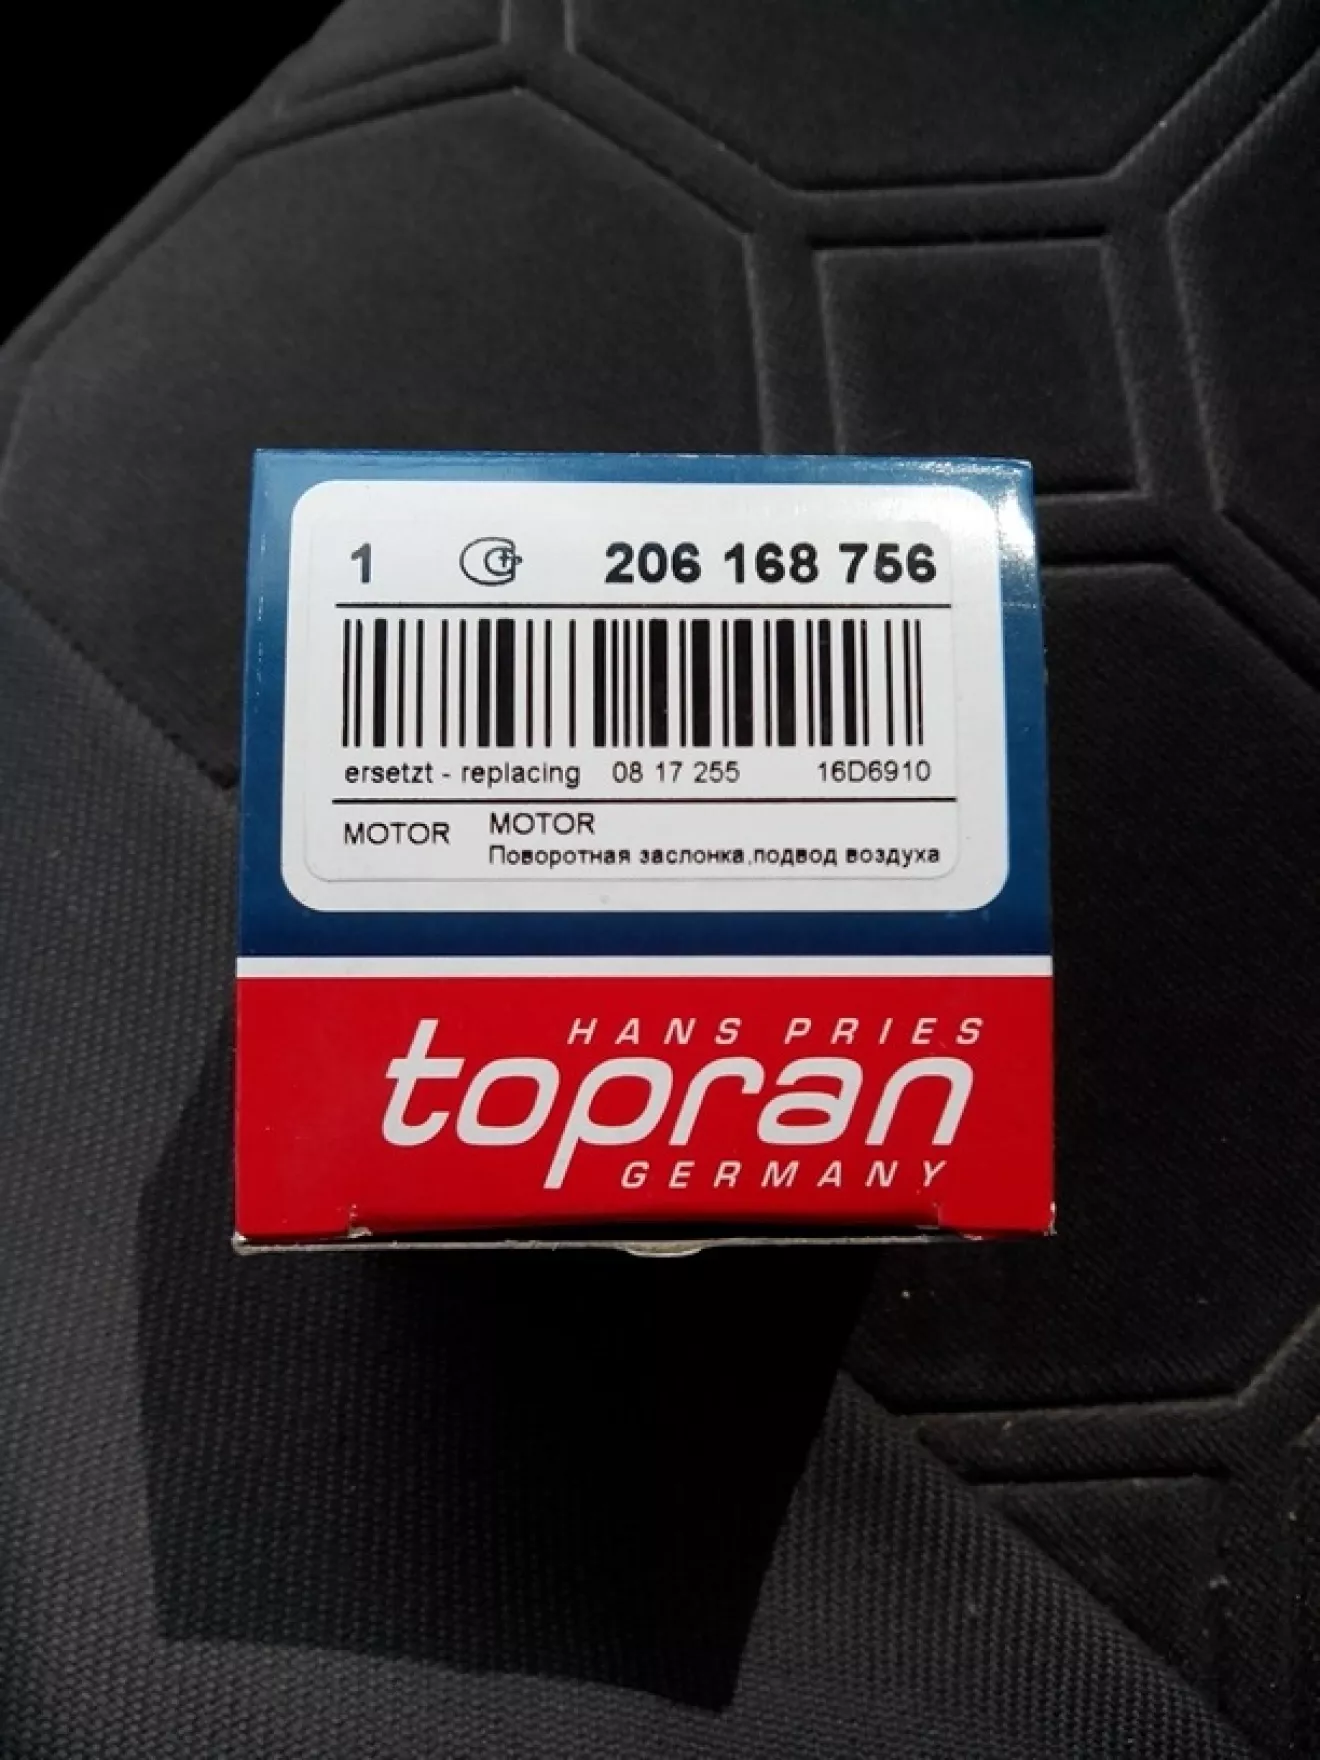 1 206 168 756
ersetzt - replacing 08 17 255 16D6910
MOTOR MOTOR
Поворотная заслонка,подвод воздуха
HANS PRIES
topran
GERMANY